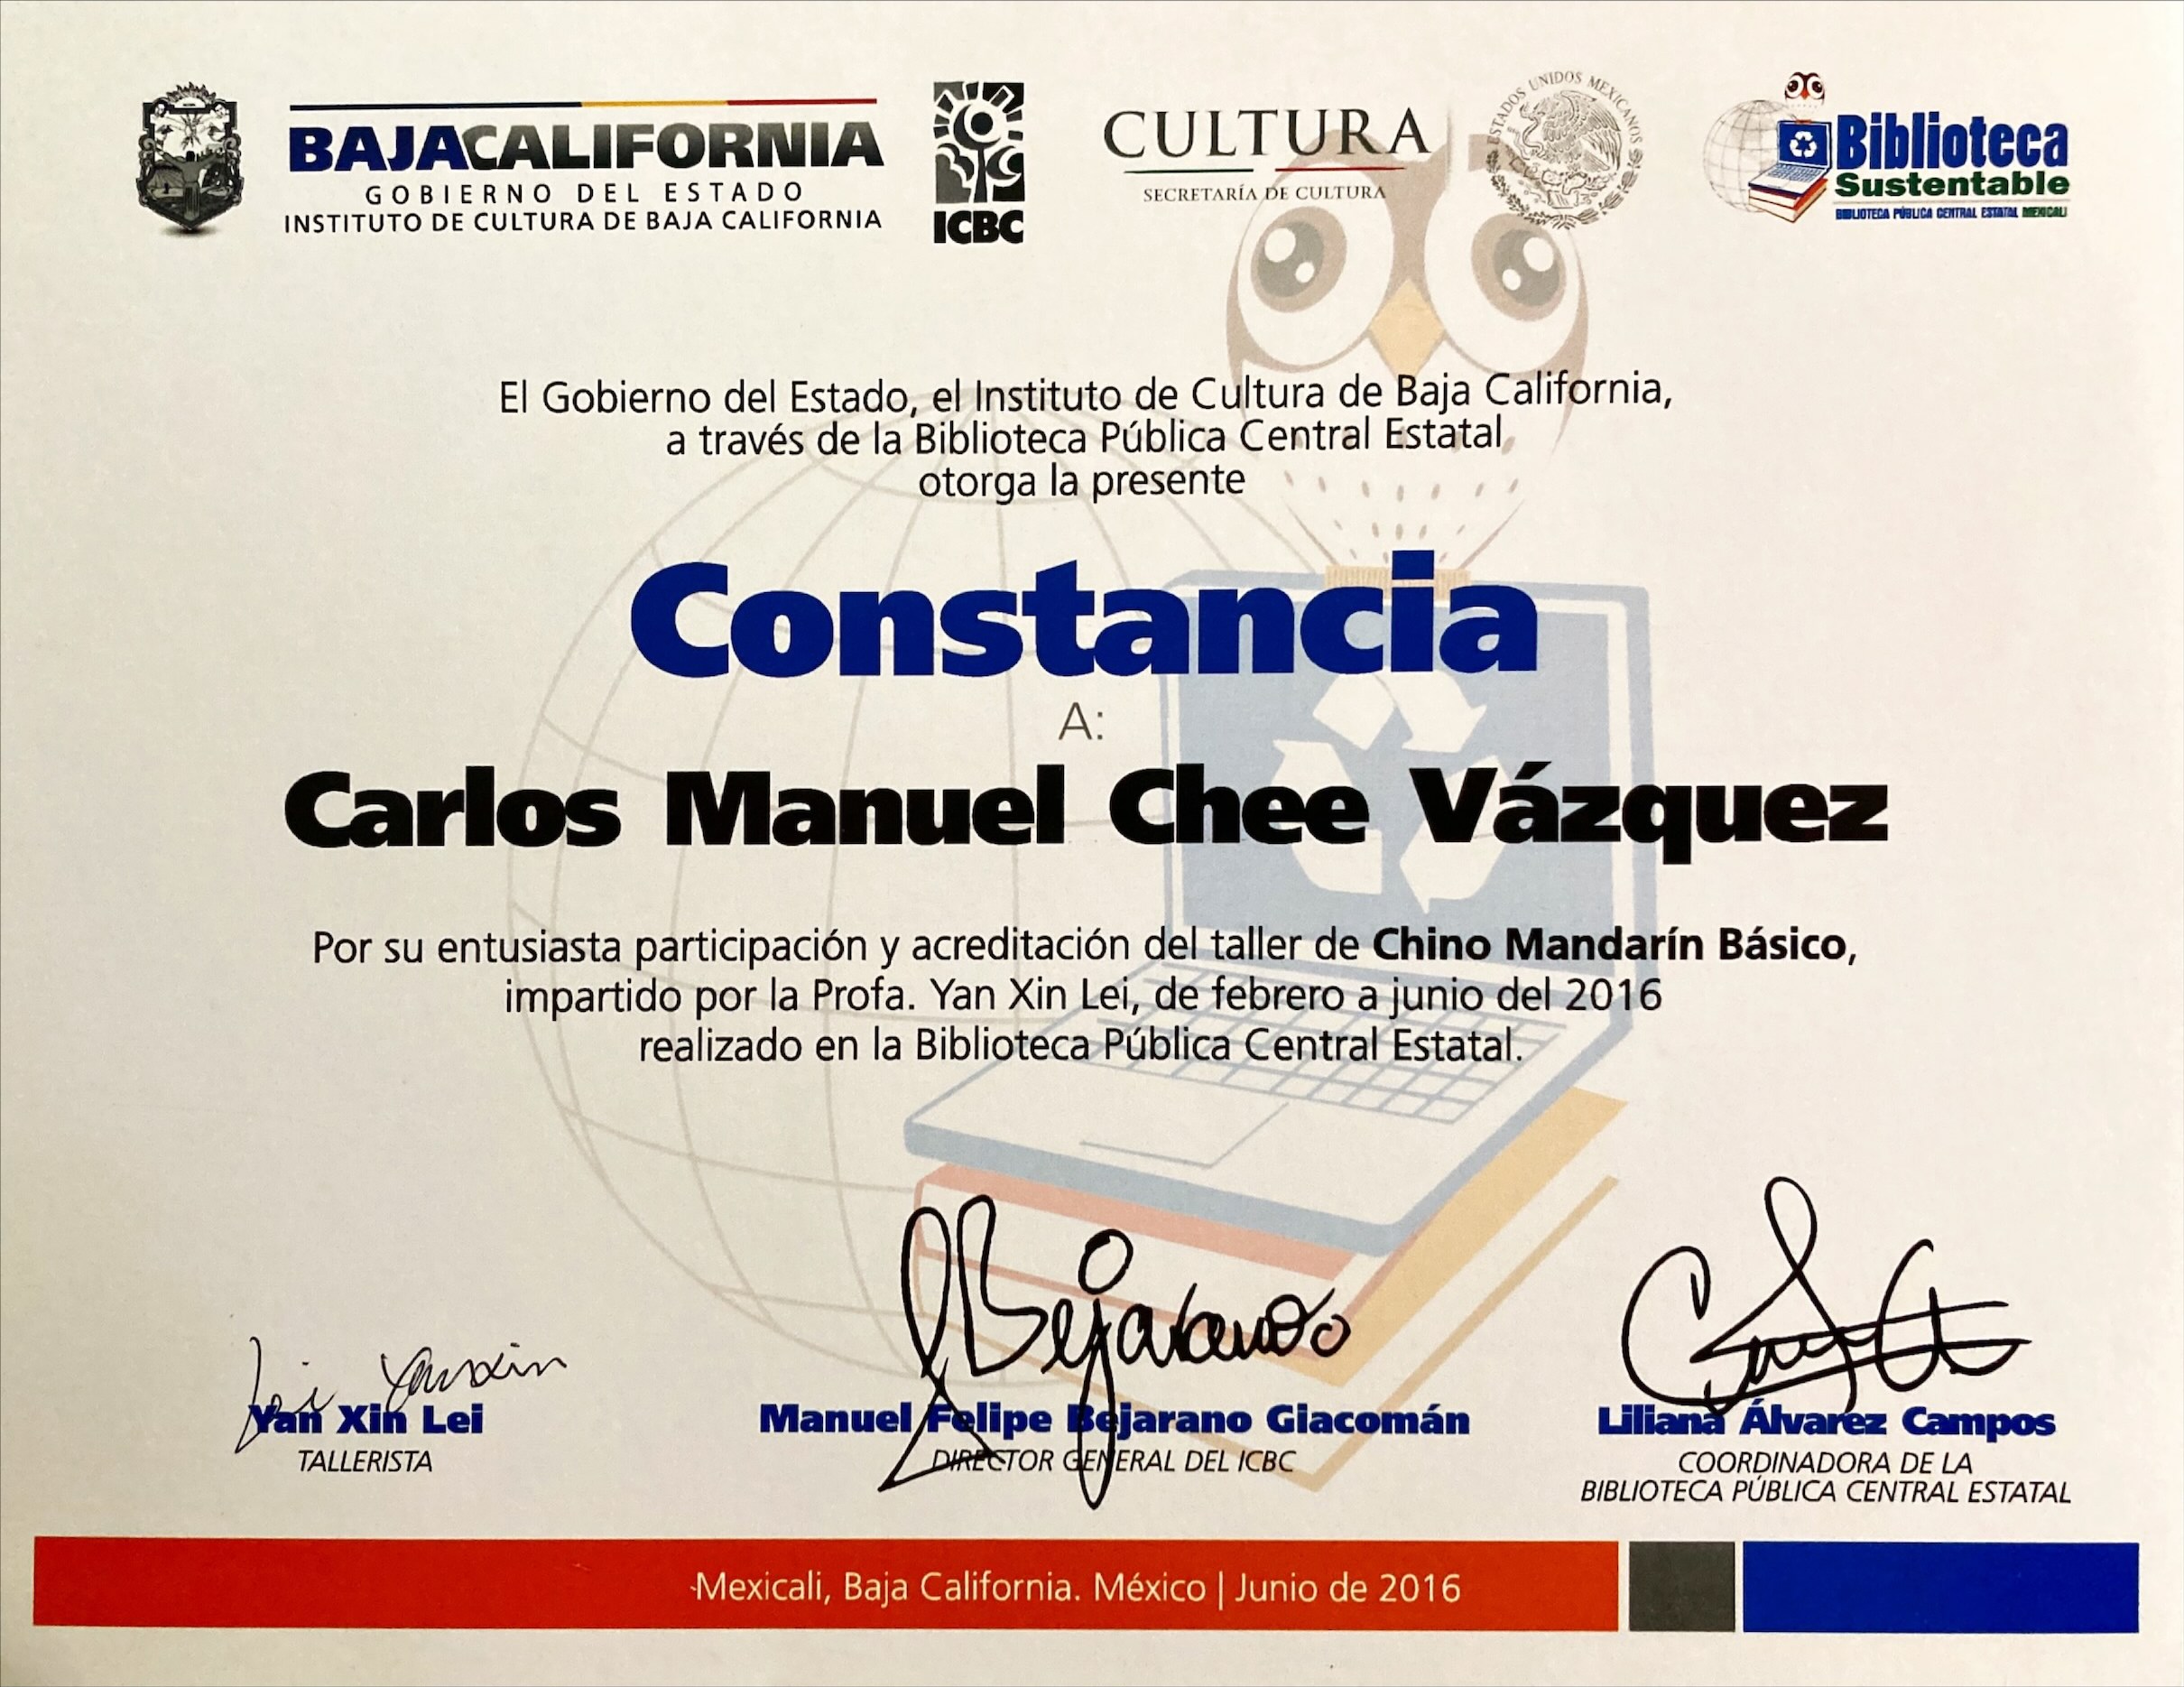 BAJACALIFORNIA
GOBIERNO DEL ESTADO
INSTITUTO DE CULTURA DE BAJA CALIFORNIA
ICBC
CULTURA
SECRETARÍA DE CULTURA
ESTADOS UNIDOS MEXICANOS
Biblioteca
Sustentable
BIBLIOTECA PÚBLICA CENTRAL ESTATAL MEXICALI
El Gobierno del Estado, el Instituto de Cultura de Baja California,
a través de la Biblioteca Pública Central Estatal
otorga la presente
Constancia
A:
Carlos Manuel Chee Vázquez
Por su entusiasta participación y acreditación del taller de Chino Mandarín Básico,
impartido por la Profa. Yan Xin Lei, de febrero a junio del 2016
realizado en la Biblioteca Pública Central Estatal.
Lei Yanxin
Bejarano
Yan Xin Lei
TALLERISTA
Manuel Felipe Bejarano Giacomán
DIRECTOR GENERAL DEL ICBC
Liliana Álvarez Campos
COORDINADORA DE LA
BIBLIOTECA PÚBLICA CENTRAL ESTATAL
Mexicali, Baja California. México | Junio de 2016